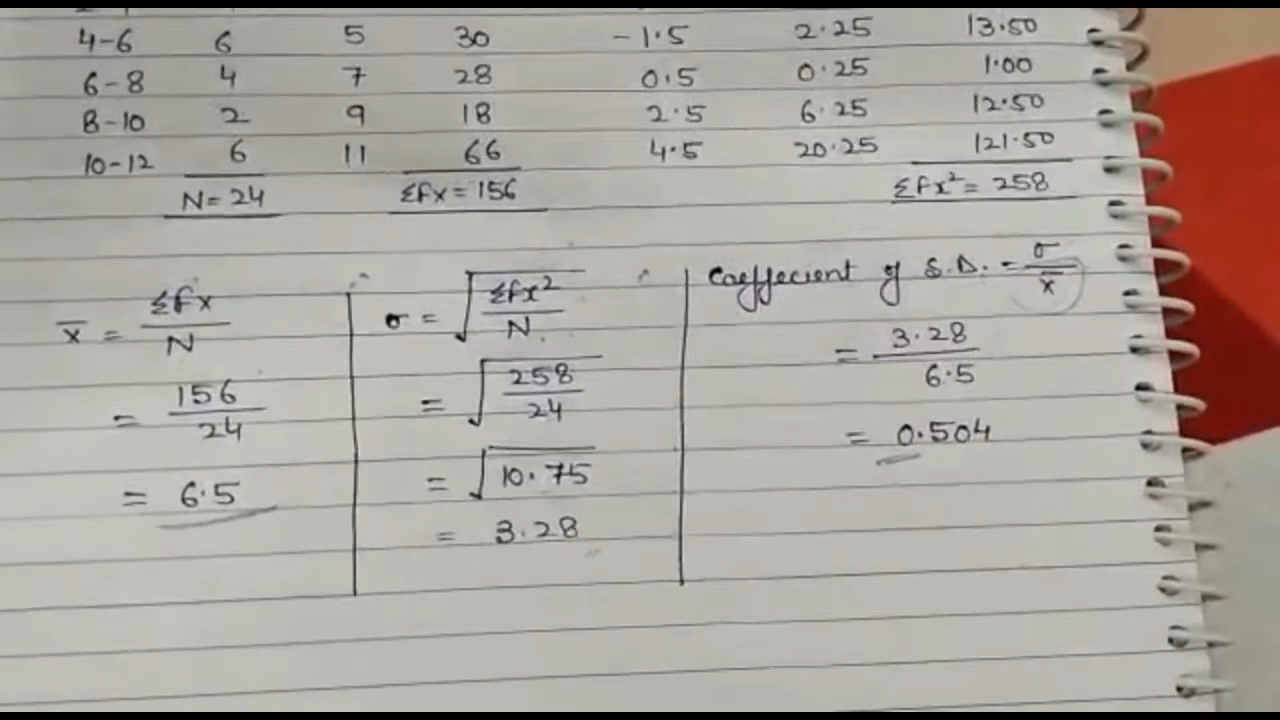 4-6 6 5 30 -1.5 2.25 13.50
6-8 4 7 28 0.5 0.25 1.00
8-10 2 9 18 2.5 6.25 12.50
10-12 6 11 66 4.5 20.25 121.50
N = 24 Σfx = 156 Σfx² = 258
x̅ = Σfx / N
= 156 / 24
= 6.5
σ = √(Σfx² / N)
= √(258 / 24)
= √10.75
= 3.28
Coeffecient of S.D. = σ / x̅
= 3.28 / 6.5
= 0.504